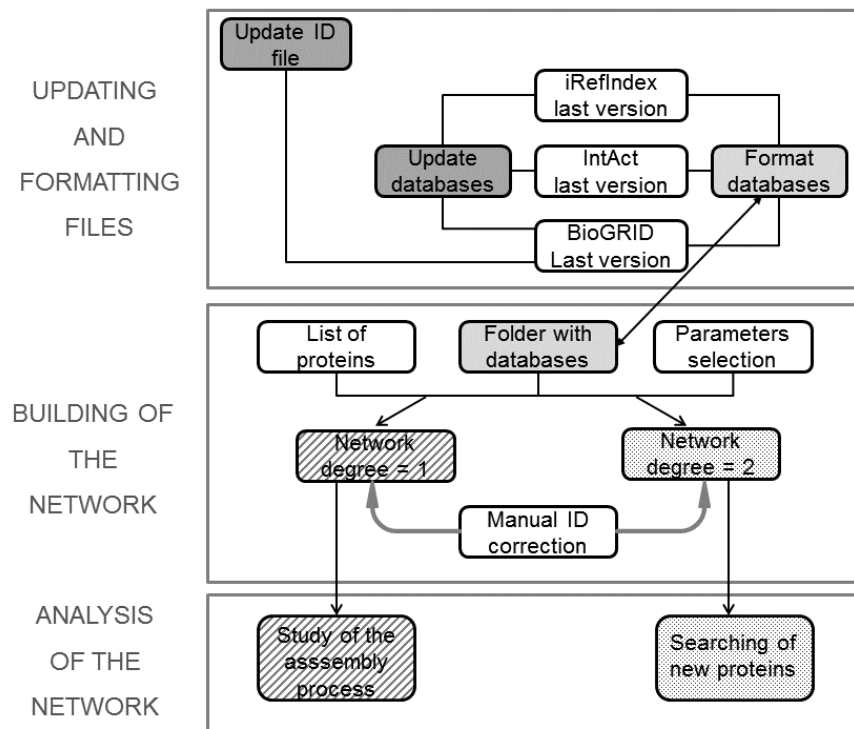 UPDATING
AND
FORMATTING
FILES
Update ID
file
iRefIndex
last version
Update
databases
IntAct
last version
Format
databases
BioGRID
Last version
BUILDING OF
THE
NETWORK
List of
proteins
Folder with
databases
Parameters
selection
Network
degree = 1
Network
degree = 2
Manual ID
correction
ANALYSIS
OF THE
NETWORK
Study of the
asssembly
process
Searching of
new proteins